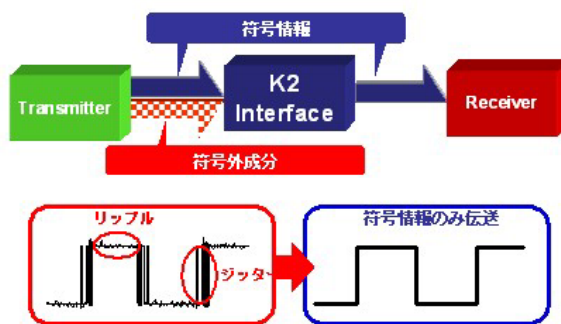 符号情報
Transmitter
K2
Interface
Receiver
符号外成分
リップル
ジッター
符号情報のみ伝送